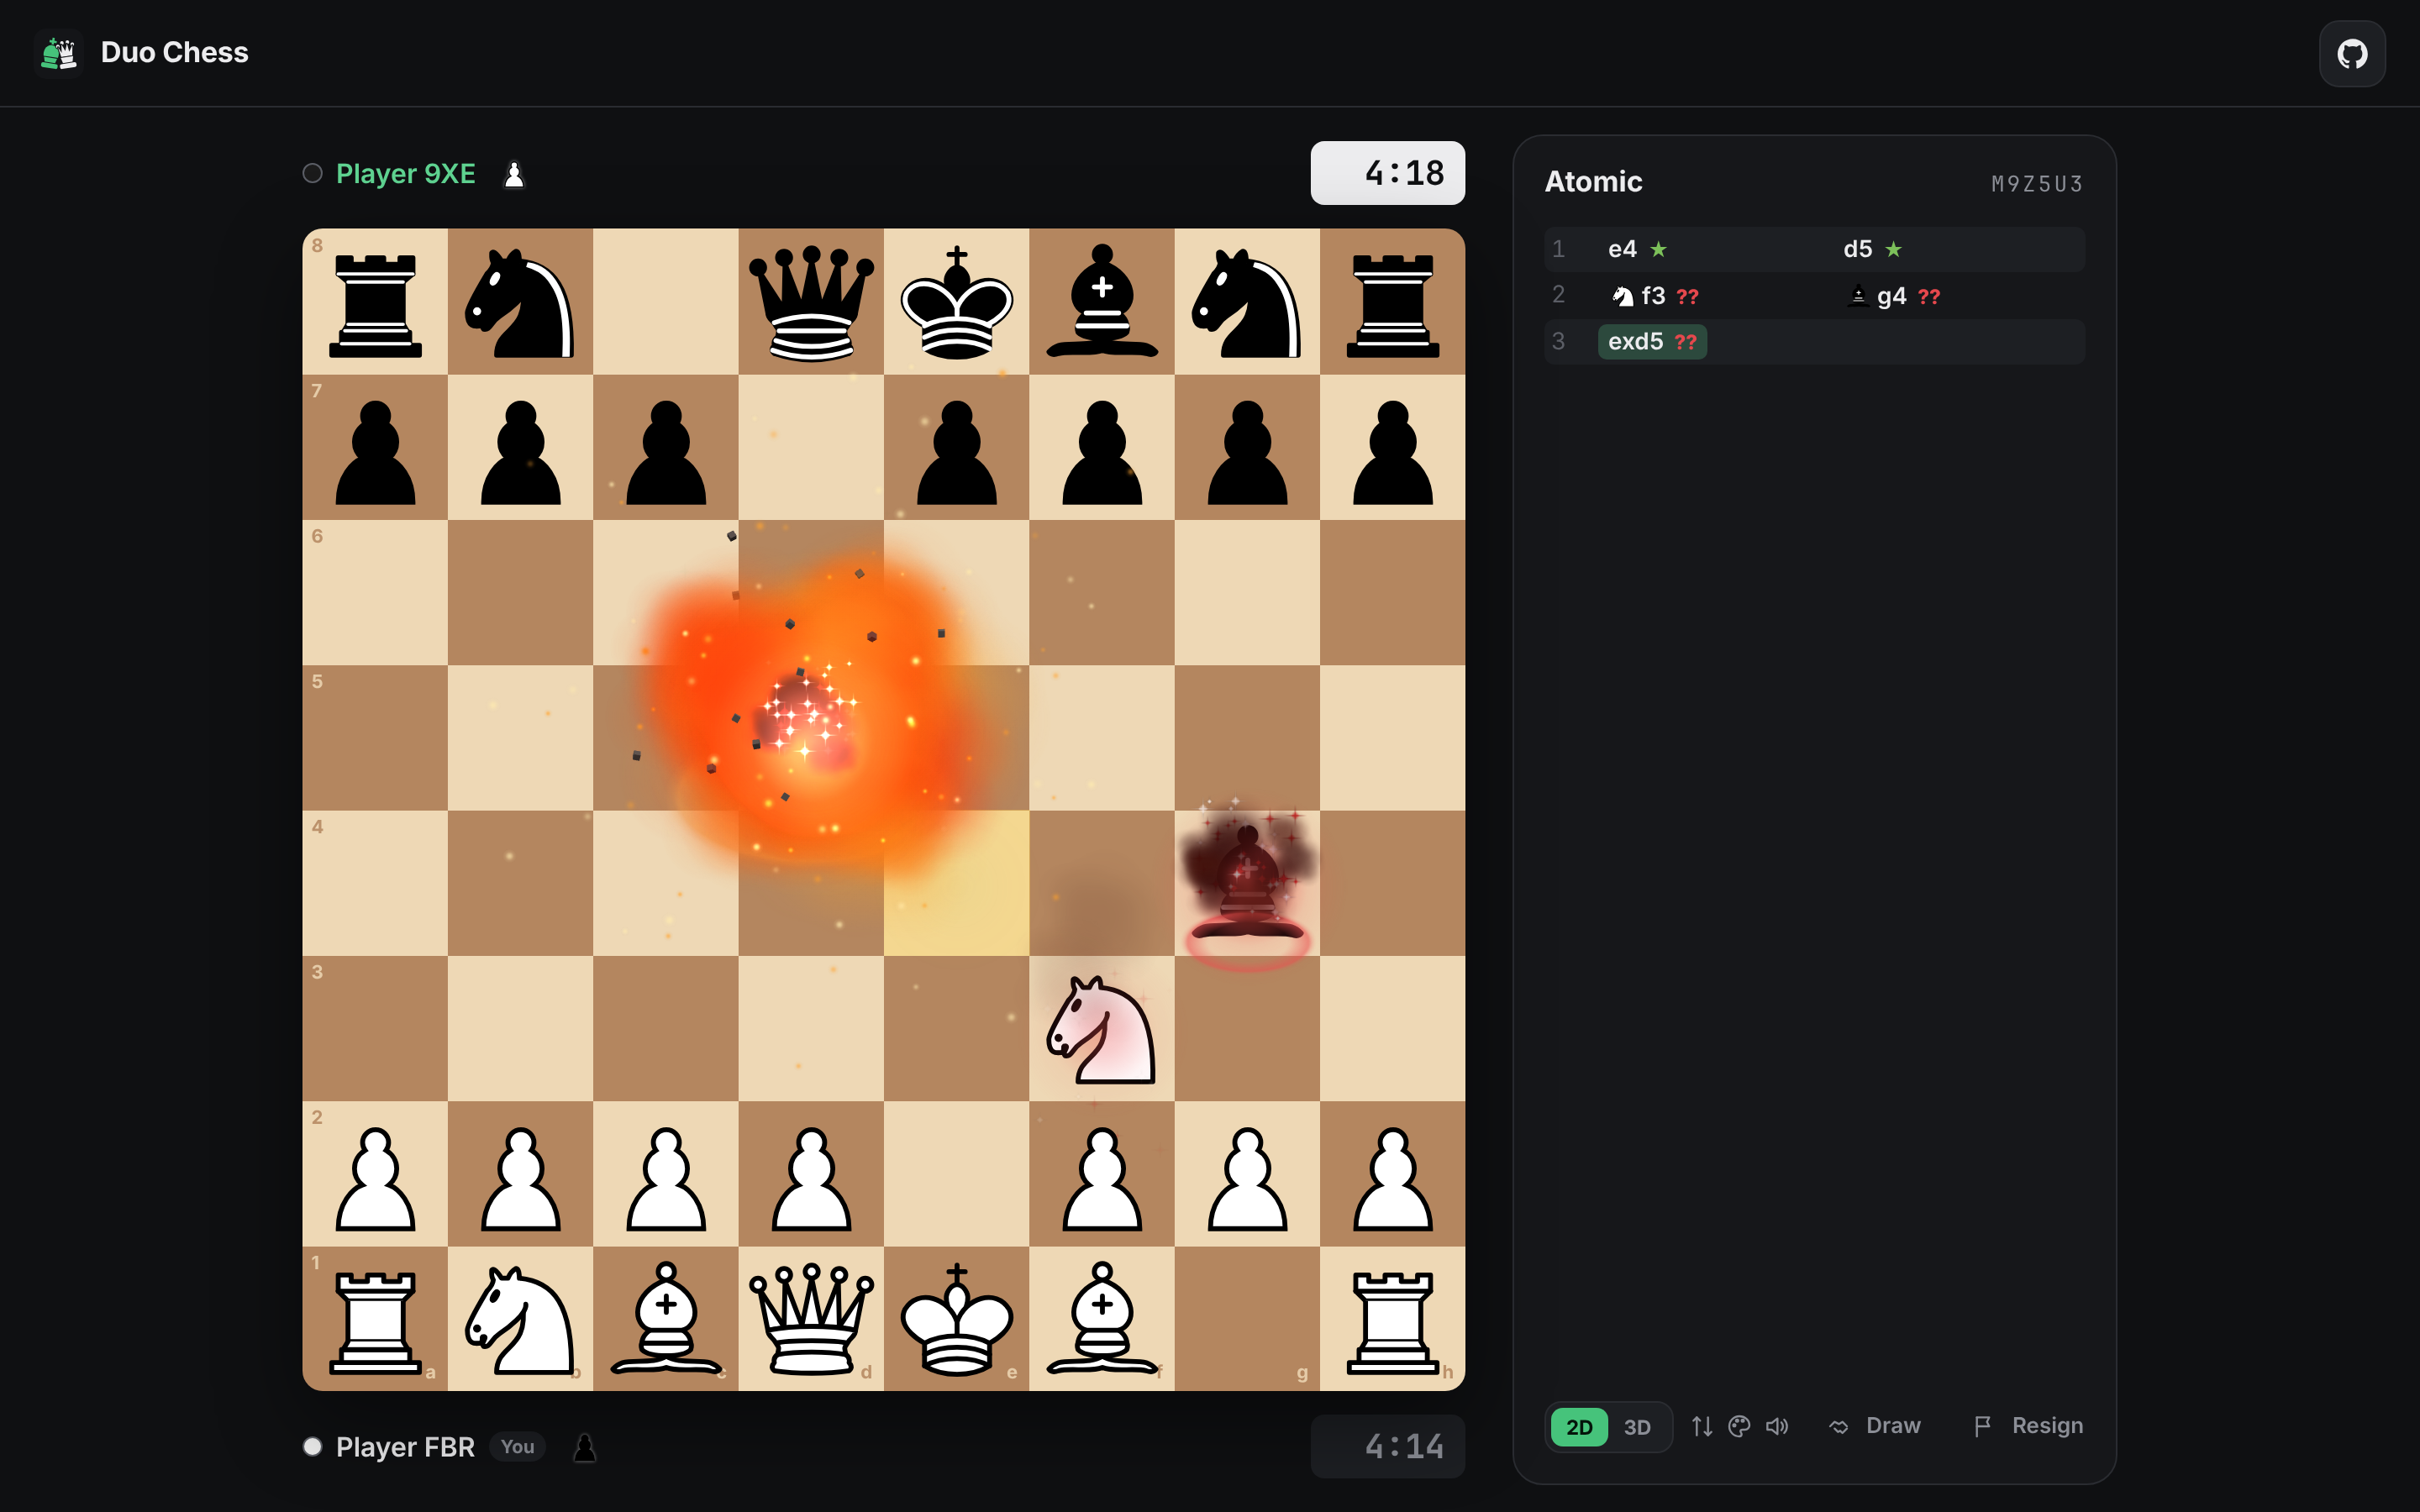 Duo Chess
Player 9XE
4:18
Atomic
M9Z5U3
1 e4 d5
2 f3 ?? g4 ??
3 exd5 ??
8
7
6
5
4
3
2
1
a b c d e f g h
Player FBR You
4:14
2D 3D Draw Resign